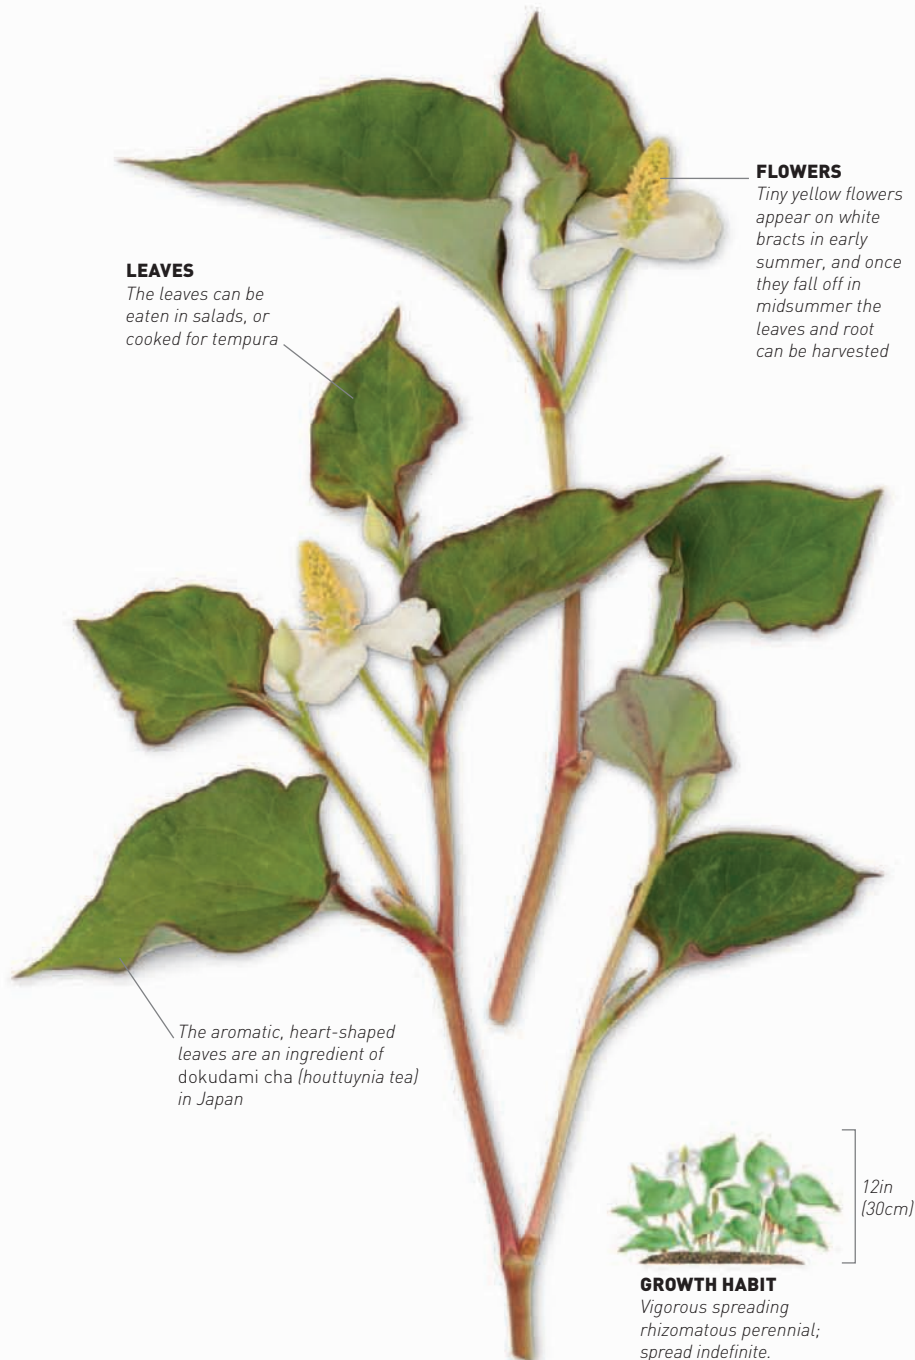 FLOWERS
Tiny yellow flowers
appear on white
bracts in early
summer, and once
they fall off in
midsummer the
leaves and root
can be harvested
LEAVES
The leaves can be
eaten in salads, or
cooked for tempura
The aromatic, heart-shaped
leaves are an ingredient of
dokudami cha (houttuynia tea)
in Japan
12in
(30cm)
GROWTH HABIT
Vigorous spreading
rhizomatous perennial;
spread indefinite.